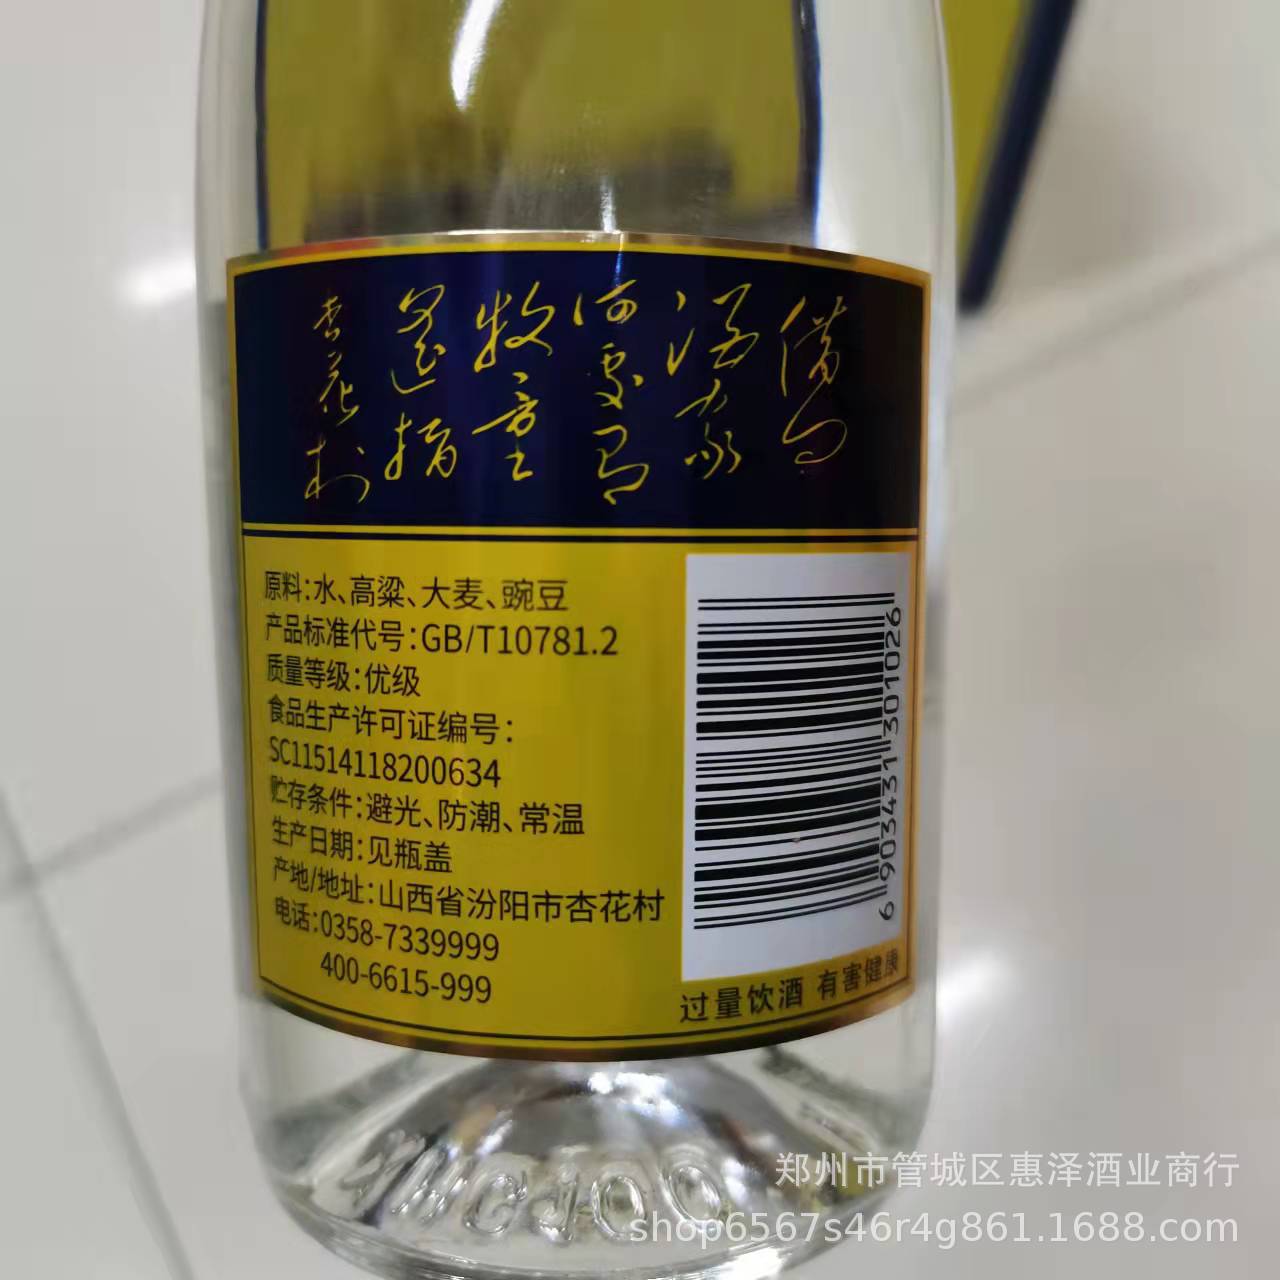 借问
酒家
何处有
牧童
遥指
杏花村
原料:水、高粱、大麦、豌豆
产品标准代号:GB/T10781.2
质量等级:优级
食品生产许可证编号:
SC11514118200634
贮存条件:避光、防潮、常温
生产日期:见瓶盖
产地/地址:山西省汾阳市杏花村
电话:0358-7339999
400-6615-999
6 903431 301026
过量饮酒 有害健康
郑州市管城区惠泽酒业商行
shop6567s46r4g861.1688.com